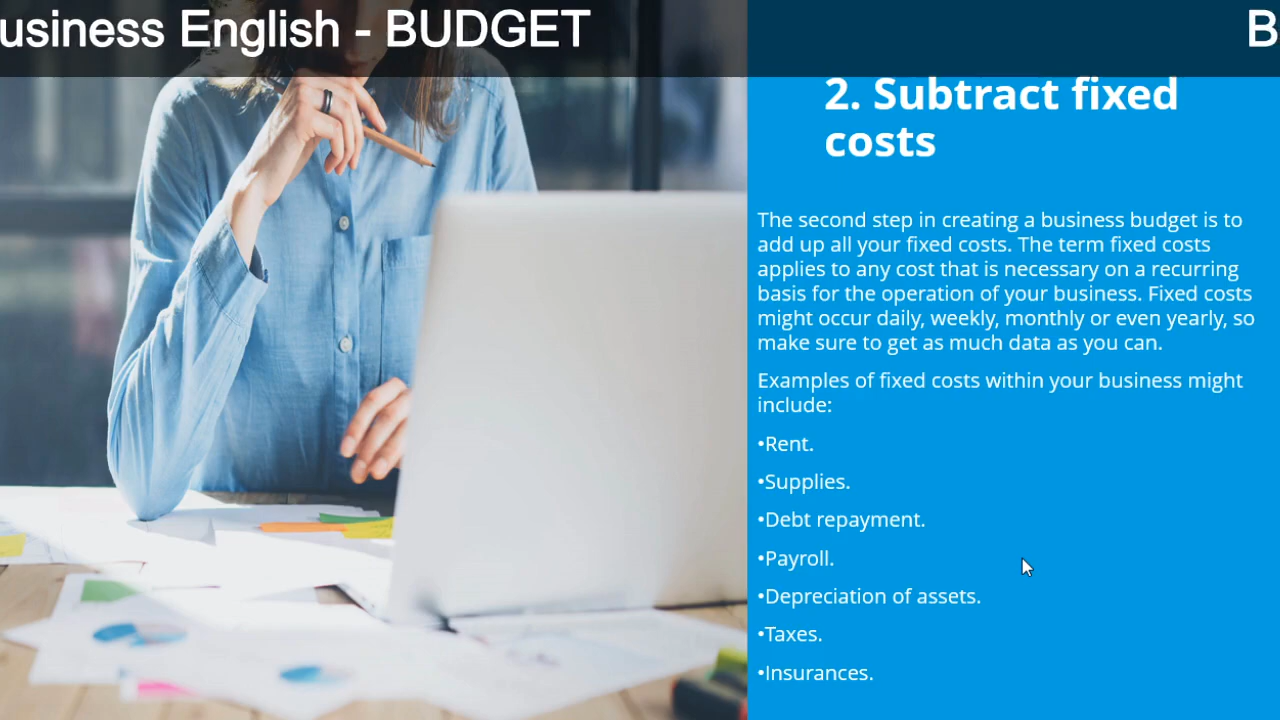 usiness English - BUDGET
B
2. Subtract fixed
costs
The second step in creating a business budget is to
add up all your fixed costs. The term fixed costs
applies to any cost that is necessary on a recurring
basis for the operation of your business. Fixed costs
might occur daily, weekly, monthly or even yearly, so
make sure to get as much data as you can.
Examples of fixed costs within your business might
include:
•Rent.
•Supplies.
•Debt repayment.
•Payroll.
•Depreciation of assets.
•Taxes.
•Insurances.